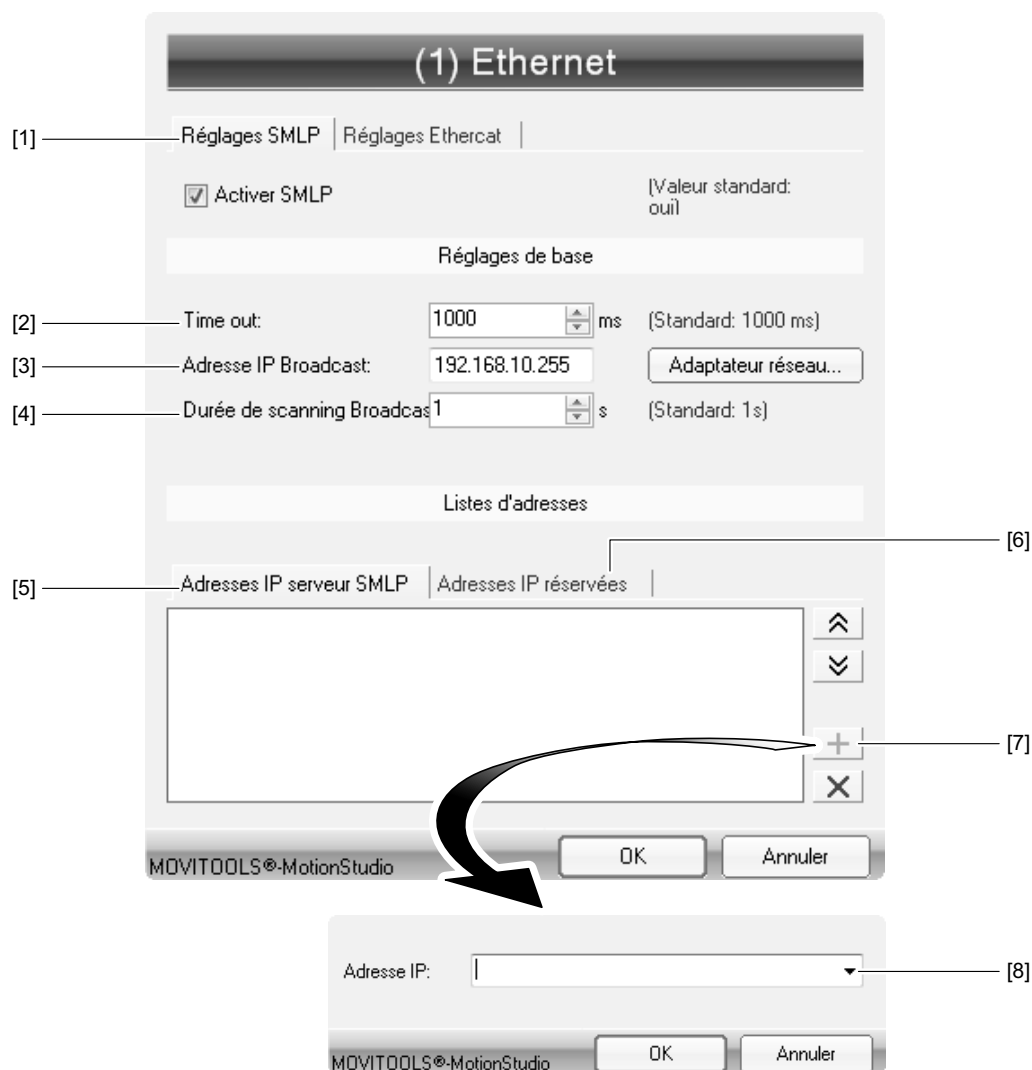 (1) Ethernet
[1]
Réglages SMLP
Réglages Ethercat
Activer SMLP
(Valeur standard:
oui)
Réglages de base
[2]
Time out:
1000
ms
(Standard: 1000 ms)
[3]
Adresse IP Broadcast:
192.168.10.255
Adaptateur réseau...
[4]
Durée de scanning Broadcas
1
s
(Standard: 1s)
Listes d'adresses
[6]
[5]
Adresses IP serveur SMLP
Adresses IP réservées
[7]
MOVITOOLS®-MotionStudio
OK
Annuler
Adresse IP:
[8]
MOVITOOLS®-MotionStudio
OK
Annuler